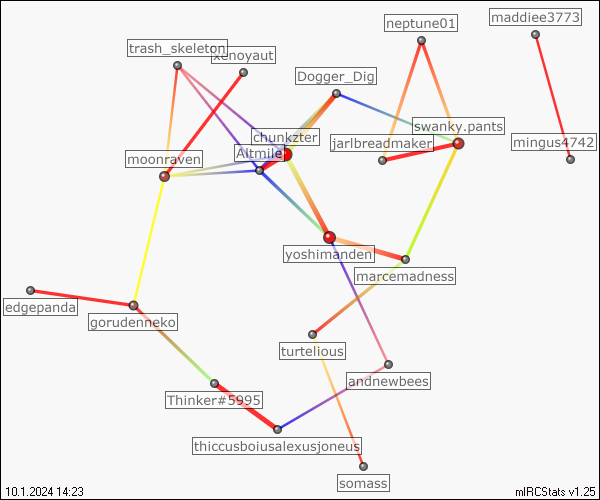 maddiee3773
neptune01
trash_skeleton
xenoyaut
Dogger_Dig
swanky.pants
chunkzter
jarlbreadmaker
mingus4742
Altmile
moonraven
yoshimanden
marcemadness
edgepanda
gorudenneko
turtelious
andnewbees
Thinker#5995
thiccusboiusalexusjoneus
somass
10.1.2024 14:23
mIRCStats v1.25